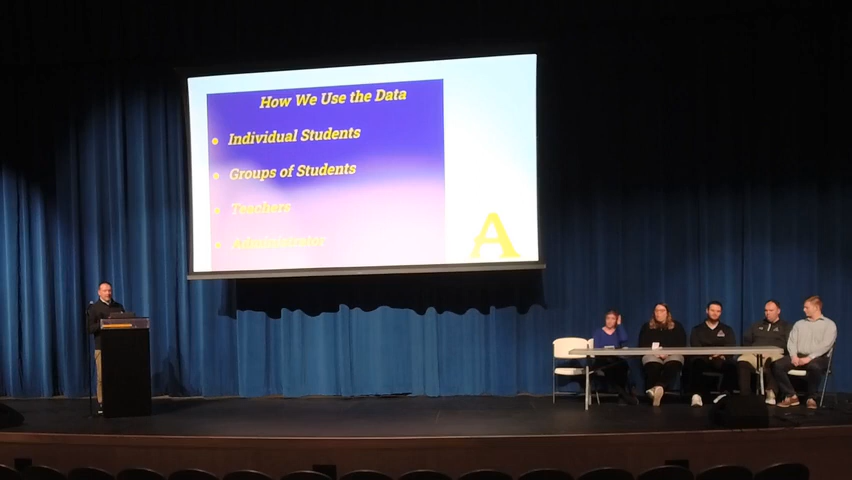 How We Use the Data
Individual Students
Groups of Students
Teachers
Administrator
A